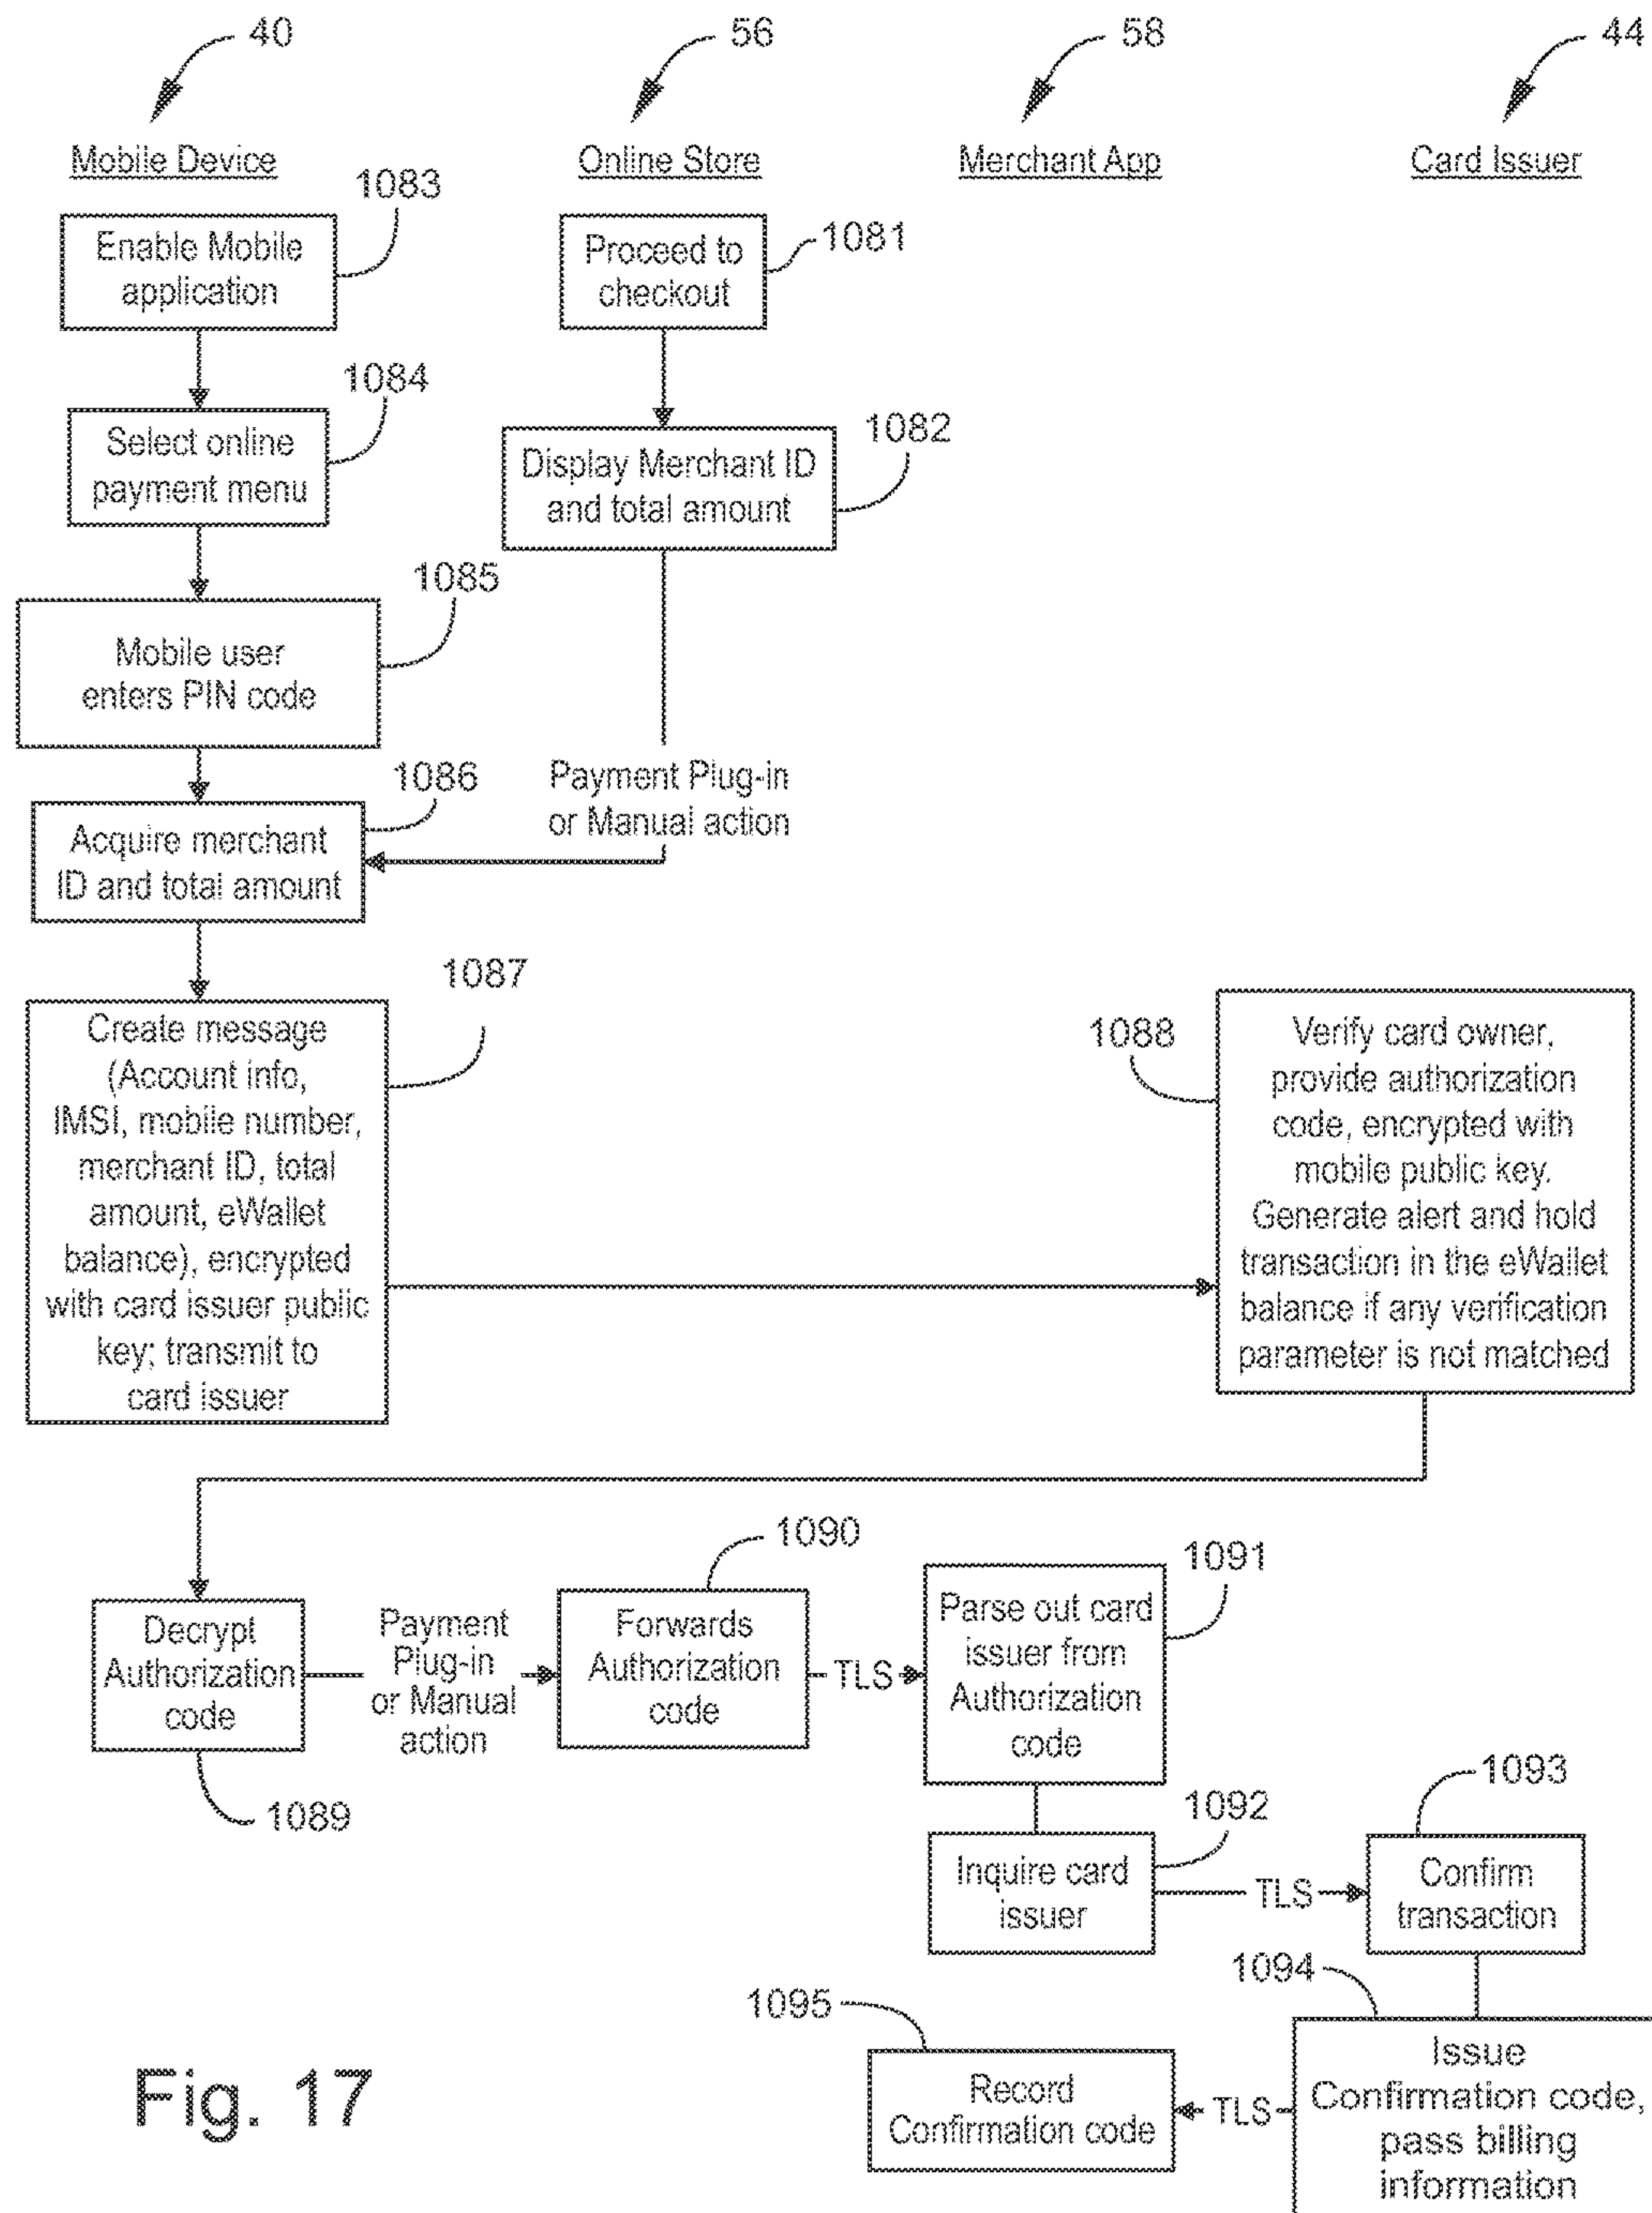 40
56
58
44
Mobile Device
Online Store
Merchant App
Card Issuer
1083
Enable Mobile
application
Proceed to
checkout
1081
1084
Select online
payment menu
1082
Display Merchant ID
and total amount
1085
Mobile user
enters PIN code
1086
Payment Plug-in
or Manual action
Acquire merchant
ID and total amount
1087
Create message
(Account info,
IMSI, mobile number,
merchant ID, total
amount, eWallet
balance), encrypted
with card issuer public
key; transmit to
card issuer
1088
Verify card owner,
provide authorization
code, encrypted with
mobile public key.
Generate alert and hold
transaction in the eWallet
balance if any verification
parameter is not matched
Decrypt
Authorization
code
1089
Payment
Plug-in
or Manual
action
1090
Forwards
Authorization
code
TLS
1091
Parse out card
issuer from
Authorization
code
1092
Inquire card
issuer
TLS
1093
Confirm
transaction
1094
Issue
Confirmation code,
pass billing
information
TLS
1095
Record
Confirmation code
Fig. 17